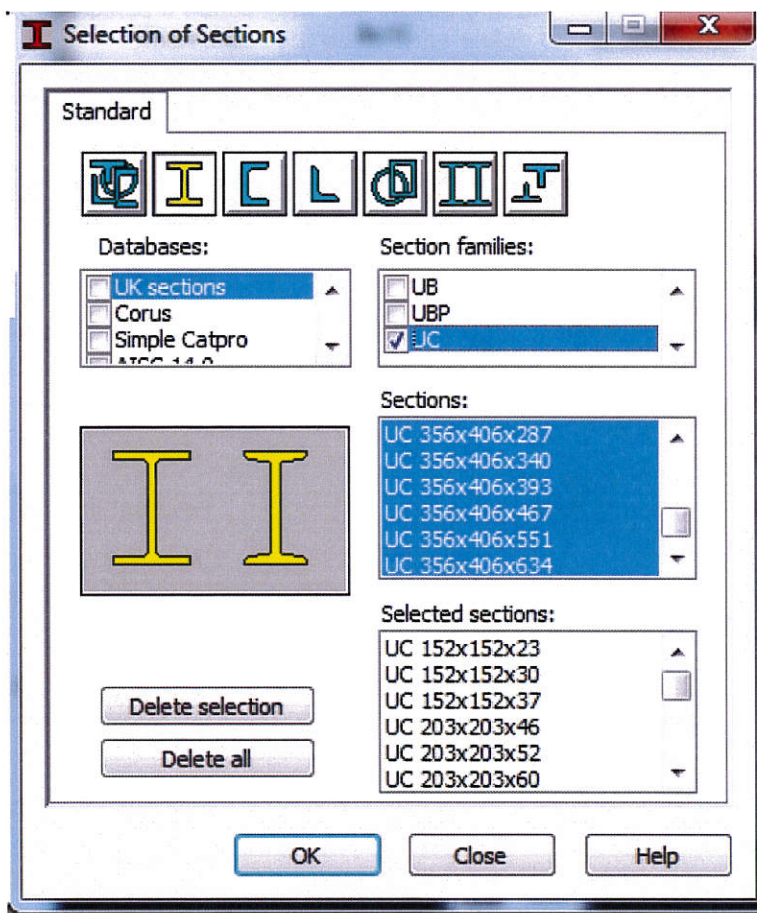 Selection of Sections
Standard
Databases:
UK sections
Corus
Simple Catpro
Section families:
UB
UBP
UC
Sections:
UC 356x406x287
UC 356x406x340
UC 356x406x393
UC 356x406x467
UC 356x406x551
UC 356x406x634
Selected sections:
UC 152x152x23
UC 152x152x30
UC 152x152x37
UC 203x203x46
UC 203x203x52
UC 203x203x60
Delete selection
Delete all
OK
Close
Help